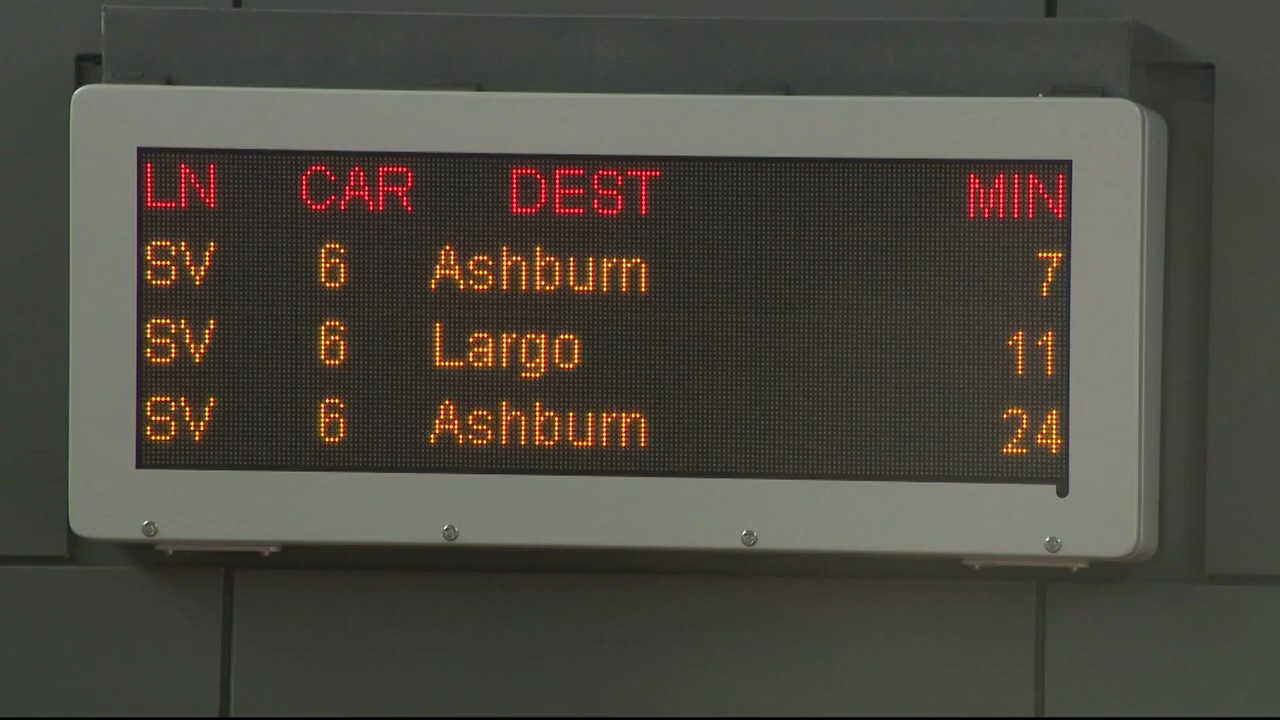 LN CAR DEST MIN
SV 6 Ashburn 7
SV 6 Largo 11
SV 6 Ashburn 24